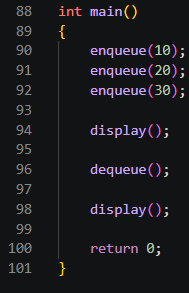 88 int main()
89 {
90     enqueue(10);
91     enqueue(20);
92     enqueue(30);
93
94     display();
95
96     dequeue();
97
98     display();
99
100     return 0;
101 }